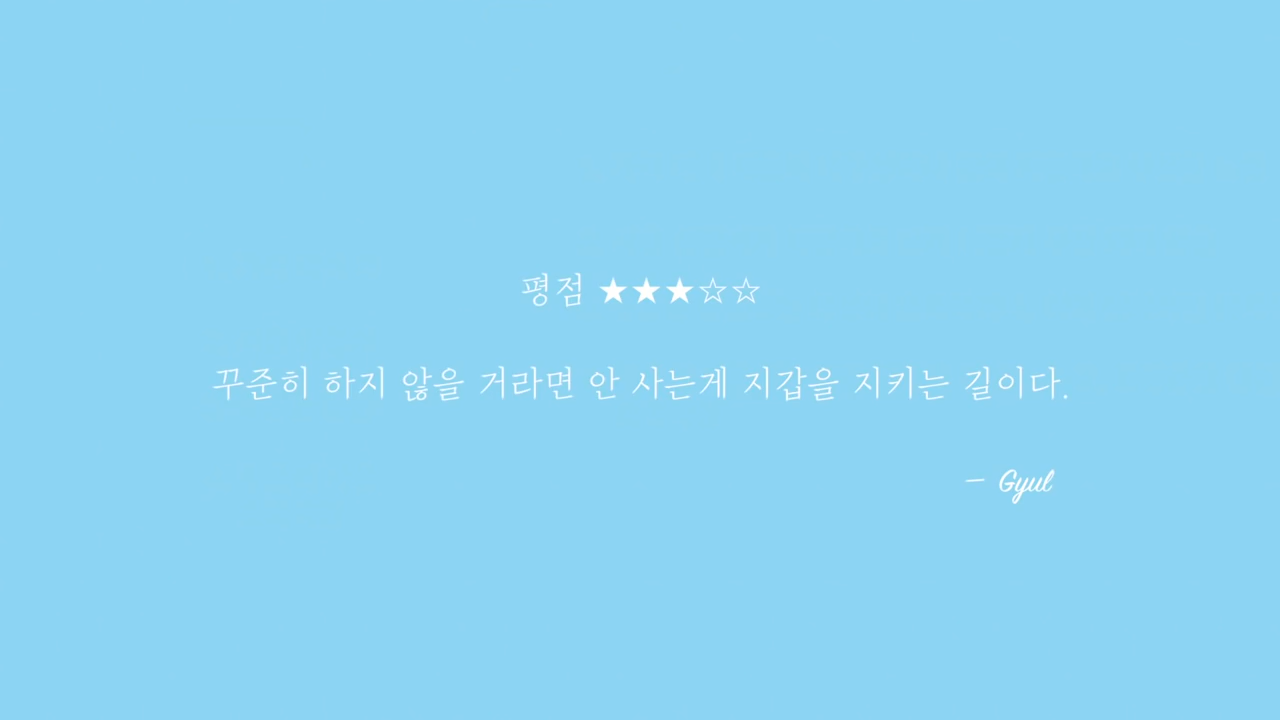 평점 ★★★☆☆
꾸준히 하지 않을 거라면 안 사는게 지갑을 지키는 길이다.
— Gyul